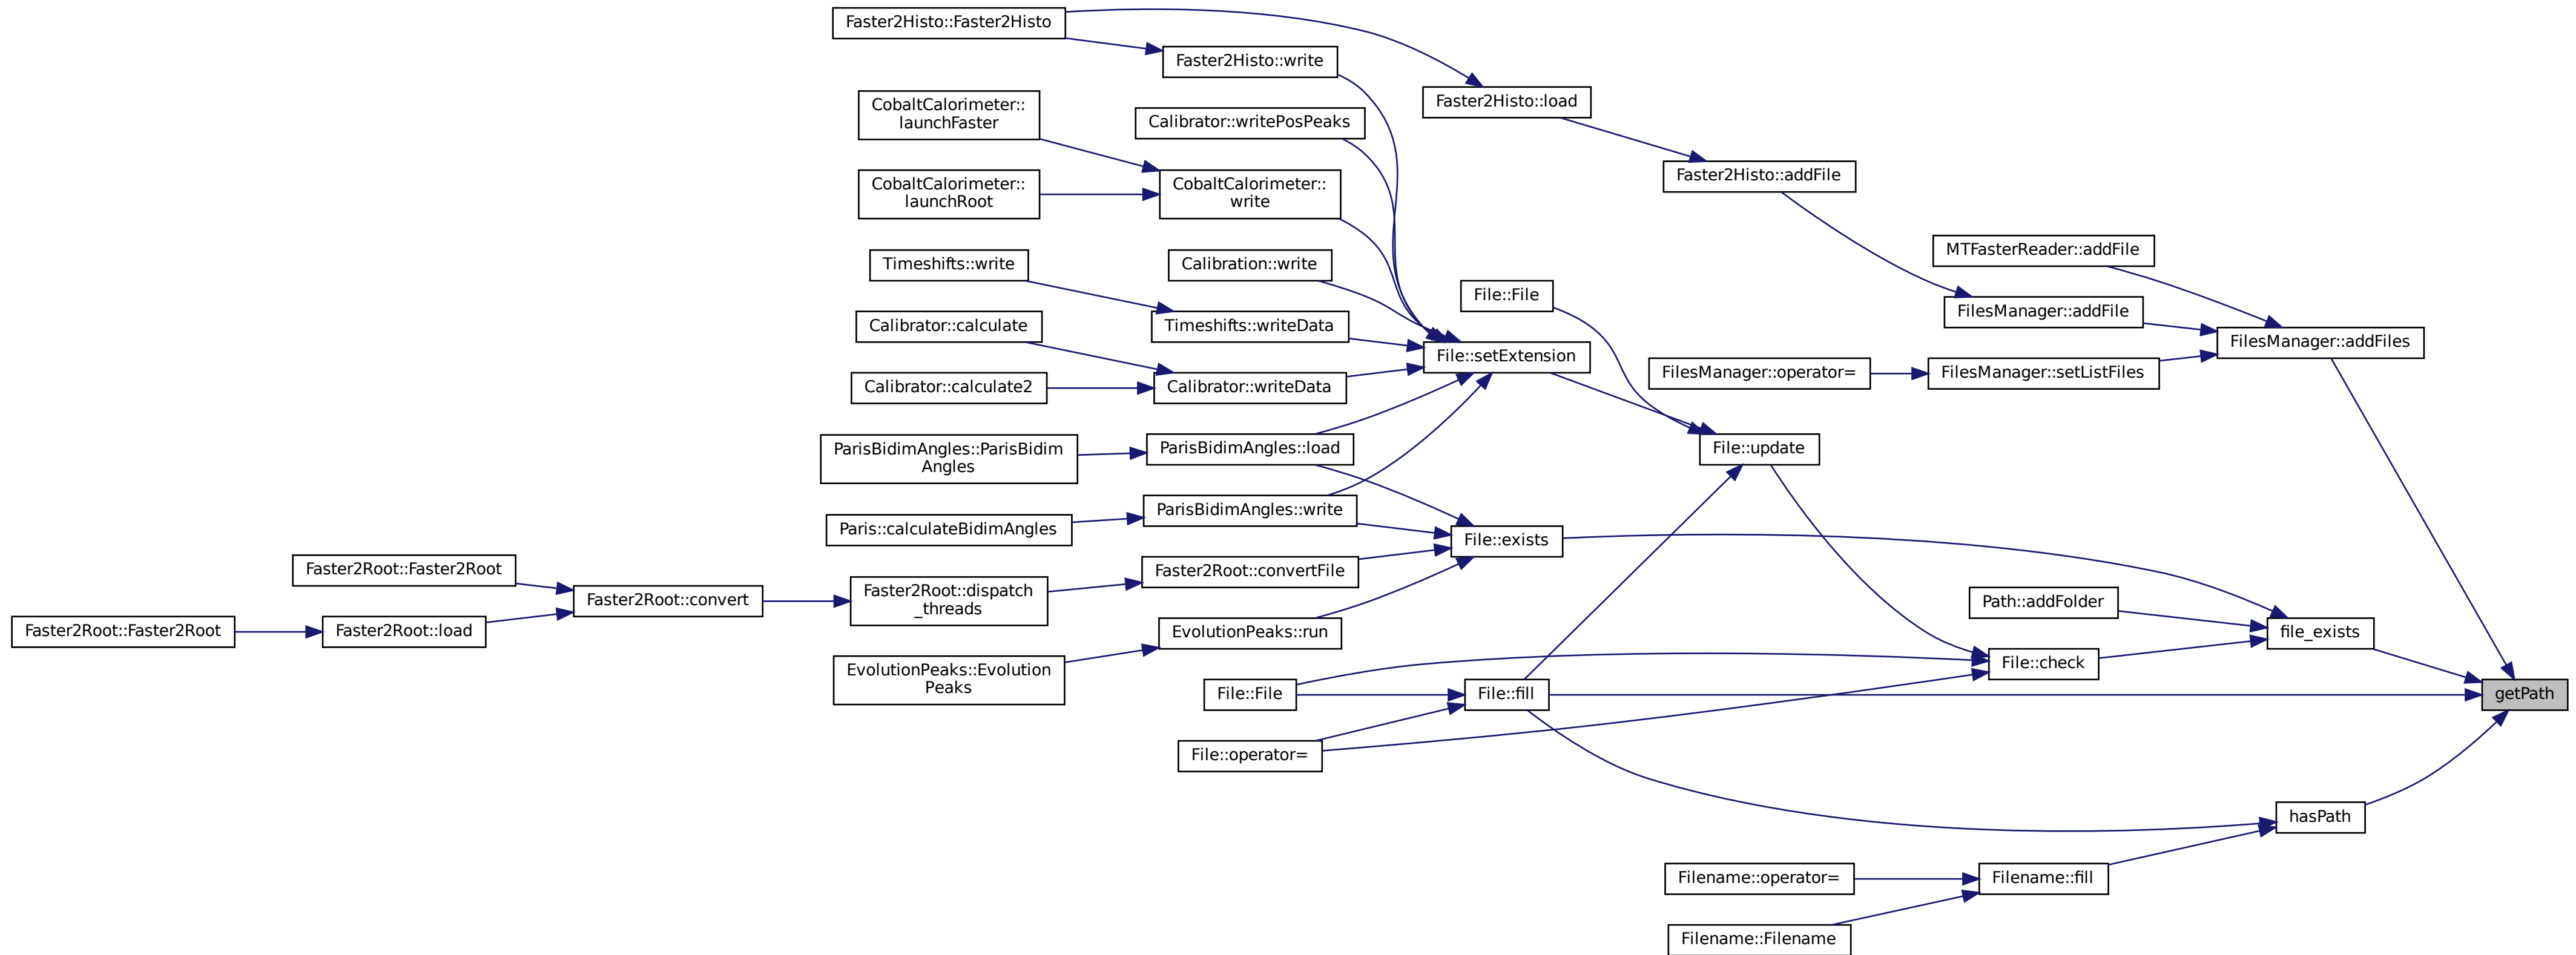 Faster2Histo::Faster2Histo
Faster2Histo::write
Faster2Histo::load
CobaltCalorimeter::
launchFaster
Calibrator::writePosPeaks
Faster2Histo::addFile
CobaltCalorimeter::
launchRoot
CobaltCalorimeter::
write
MTFasterReader::addFile
Timeshifts::write
Calibration::write
File::File
FilesManager::addFile
Calibrator::calculate
Timeshifts::writeData
FilesManager::addFiles
File::setExtension
FilesManager::operator=
FilesManager::setListFiles
Calibrator::calculate2
Calibrator::writeData
ParisBidimAngles::ParisBidim
Angles
ParisBidimAngles::load
File::update
ParisBidimAngles::write
Paris::calculateBidimAngles
File::exists
Faster2Root::Faster2Root
Faster2Root::convert
Faster2Root::dispatch
_threads
Faster2Root::convertFile
Path::addFolder
Faster2Root::Faster2Root
Faster2Root::load
EvolutionPeaks::run
file_exists
EvolutionPeaks::Evolution
Peaks
File::check
File::File
File::fill
getPath
File::operator=
hasPath
Filename::operator=
Filename::fill
Filename::Filename